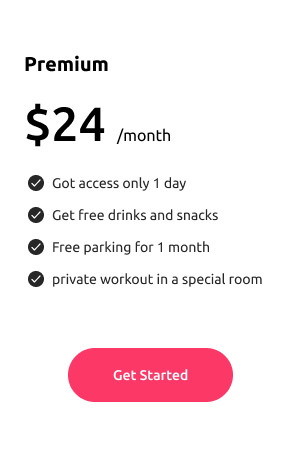 Premium
$24 /month
Got access only 1 day
Get free drinks and snacks
Free parking for 1 month
private workout in a special room
Get Started